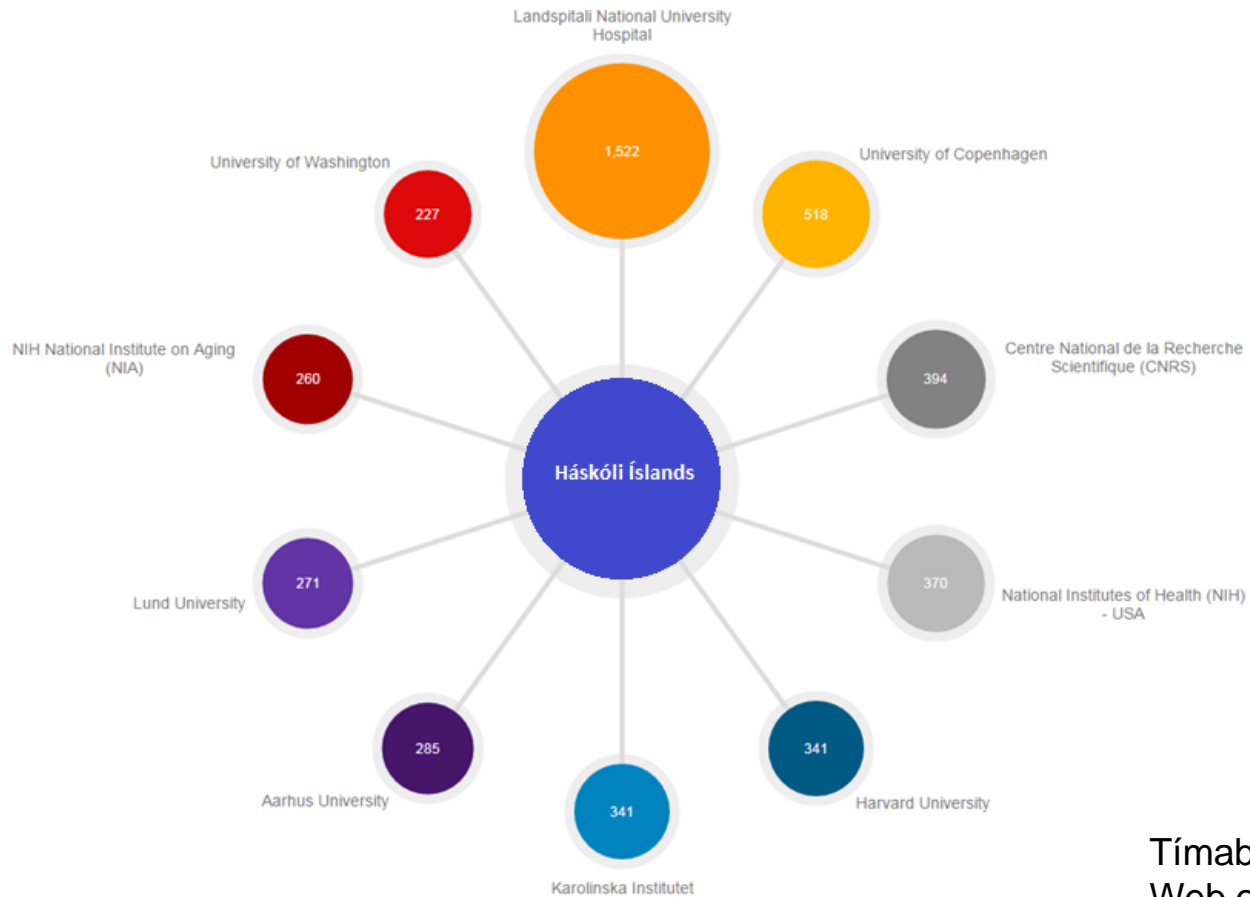 Landspitali National University
Hospital
1,522
University of Copenhagen
518
Centre National de la Recherche
Scientifique (CNRS)
394
National Institutes of Health (NIH)
- USA
370
Harvard University
341
Karolinska Institutet
341
Aarhus University
285
Lund University
271
NIH National Institute on Aging
(NIA)
260
University of Washington
227
Háskóli Íslands
Tímab
Web o